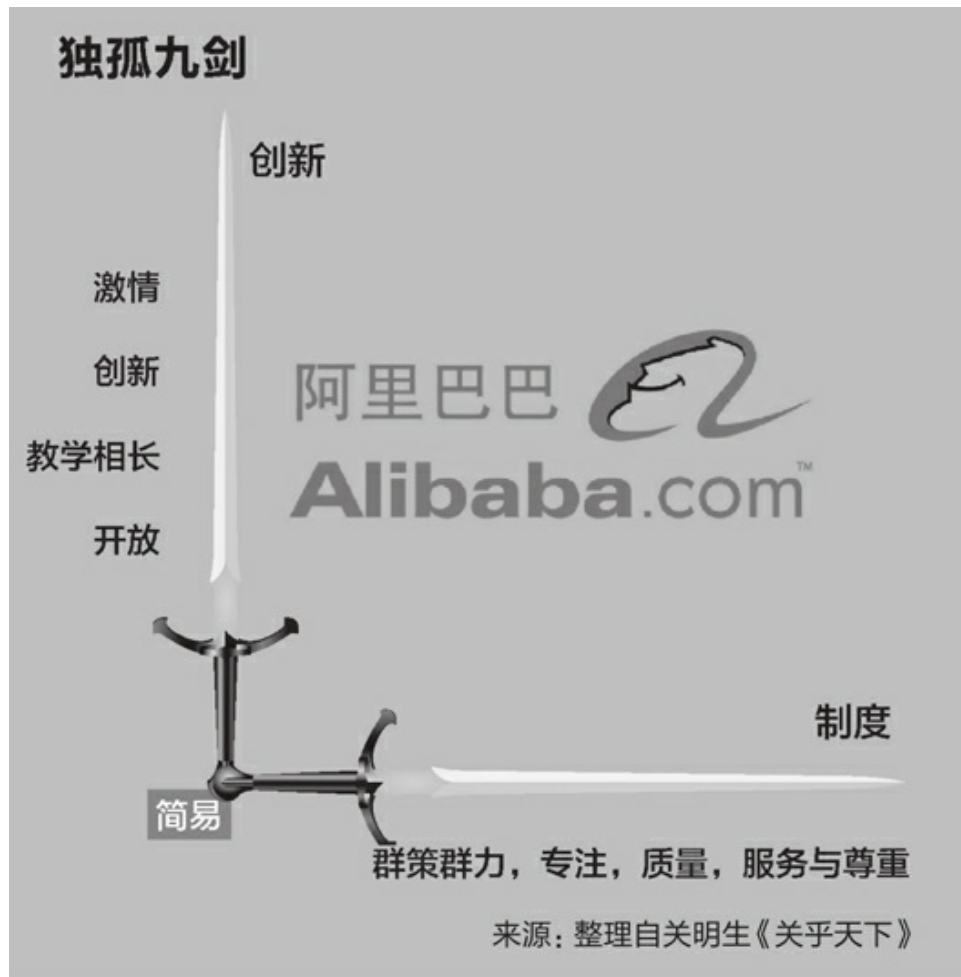 独孤九剑
创新
激情
创新
教学相长
开放
阿里巴巴
Alibaba.com™
制度
简易
群策群力，专注，质量，服务与尊重
来源：整理自关明生《关乎天下》